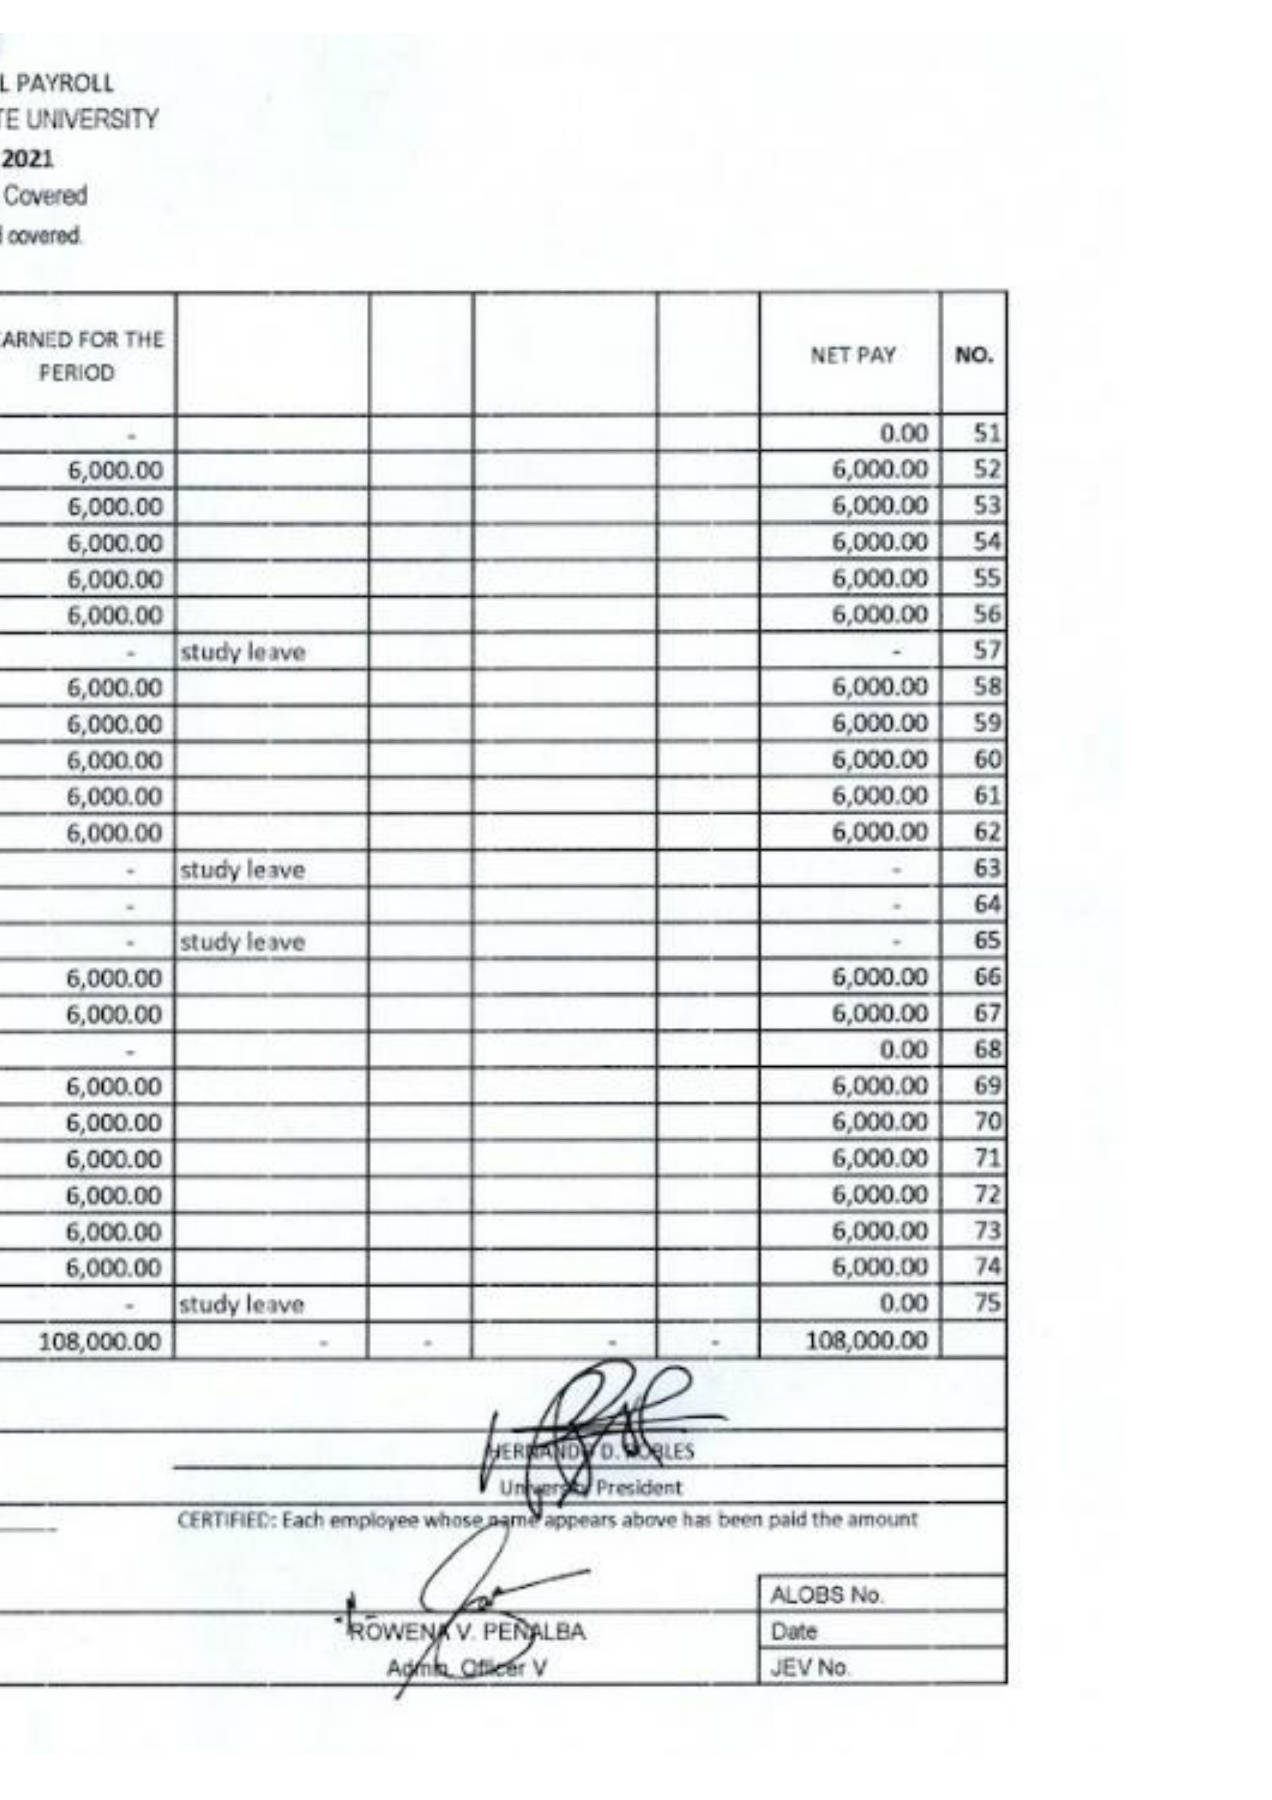 L PAYROLL
TE UNIVERSITY
2021
Covered
covered.
ARNED FOR THE PERIOD NET PAY NO.
- 0.00 51
6,000.00 6,000.00 52
6,000.00 6,000.00 53
6,000.00 6,000.00 54
6,000.00 6,000.00 55
6,000.00 6,000.00 56
- study leave - 57
6,000.00 6,000.00 58
6,000.00 6,000.00 59
6,000.00 6,000.00 60
6,000.00 6,000.00 61
6,000.00 6,000.00 62
- study leave - 63
- - 64
- study leave - 65
6,000.00 6,000.00 66
6,000.00 6,000.00 67
- 0.00 68
6,000.00 6,000.00 69
6,000.00 6,000.00 70
6,000.00 6,000.00 71
6,000.00 6,000.00 72
6,000.00 6,000.00 73
6,000.00 6,000.00 74
- study leave 0.00 75
108,000.00 - - - - 108,000.00
HERNANDO D. ROBLES
University President
CERTIFIED: Each employee whose name appears above has been paid the amount
ROWENA V. PEÑALBA
Admin. Officer V
ALOBS No.
Date
JEV No.